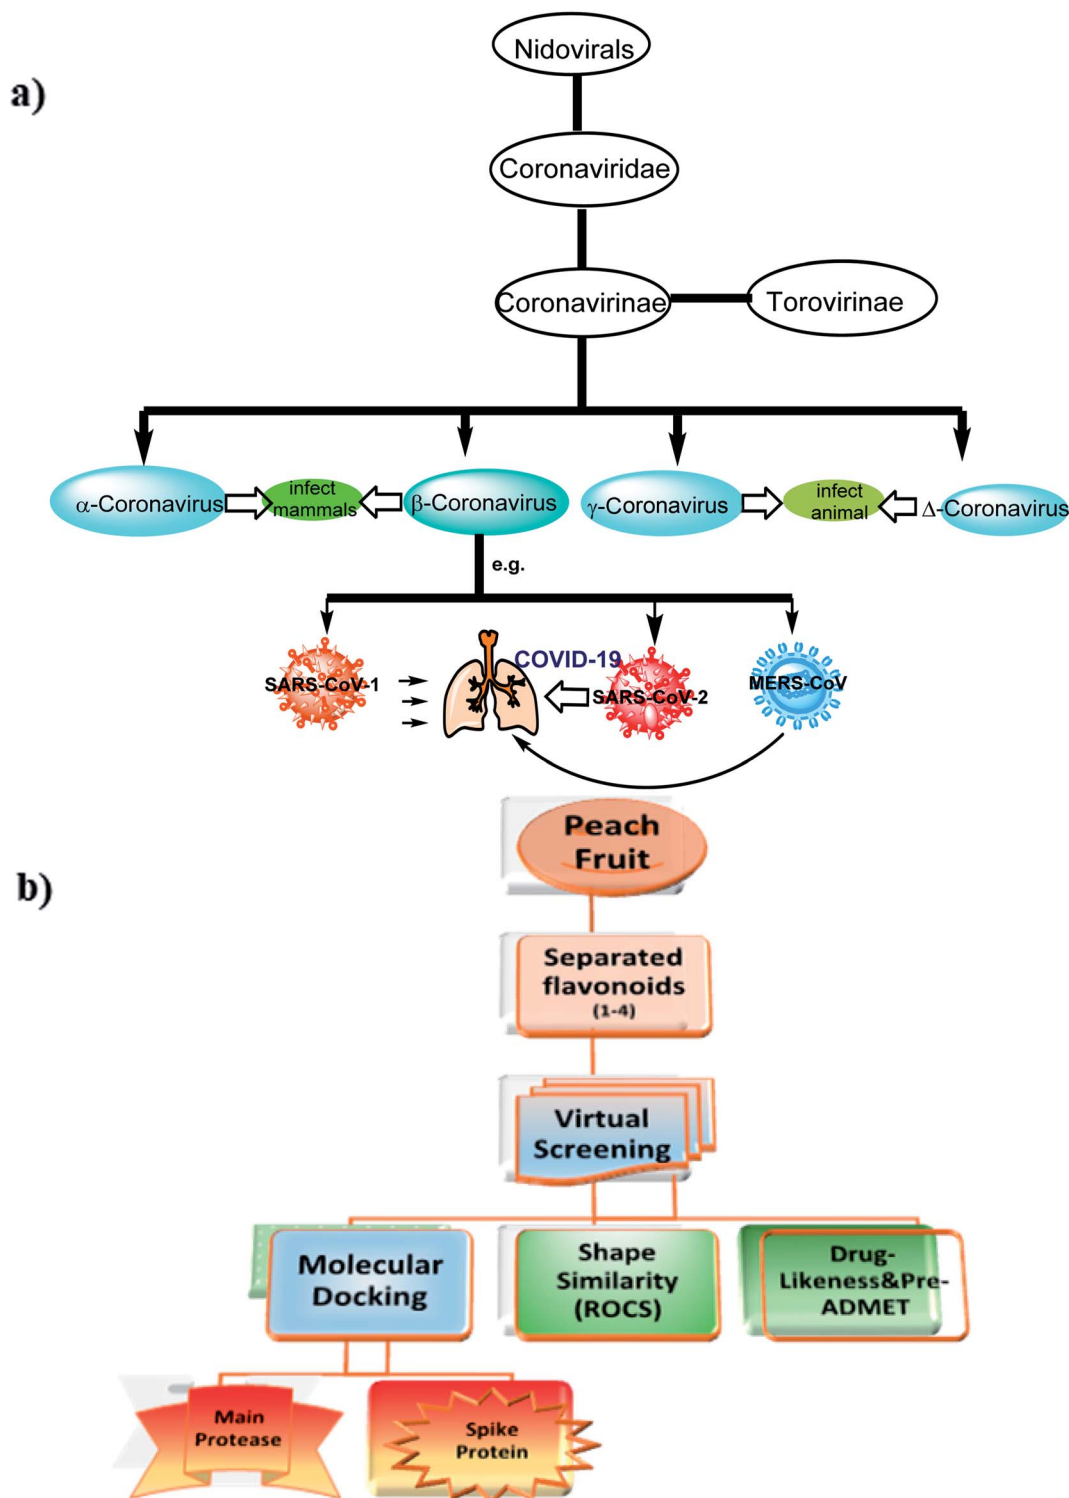 a)
Nidovirals
Coronaviridae
Coronavirinae
Torovirinae
α-Coronavirus
infect
mammals
β-Coronavirus
γ-Coronavirus
infect
animal
Δ-Coronavirus
e.g.
SARS-CoV-1
COVID-19
SARS-CoV-2
MERS-CoV
b)
Peach
Fruit
Separated
flavonoids
(1-4)
Virtual
Screening
Molecular
Docking
Shape
Similarity
(ROCS)
Drug-
Likeness&Pre-
ADMET
Main
Protease
Spike
Protein